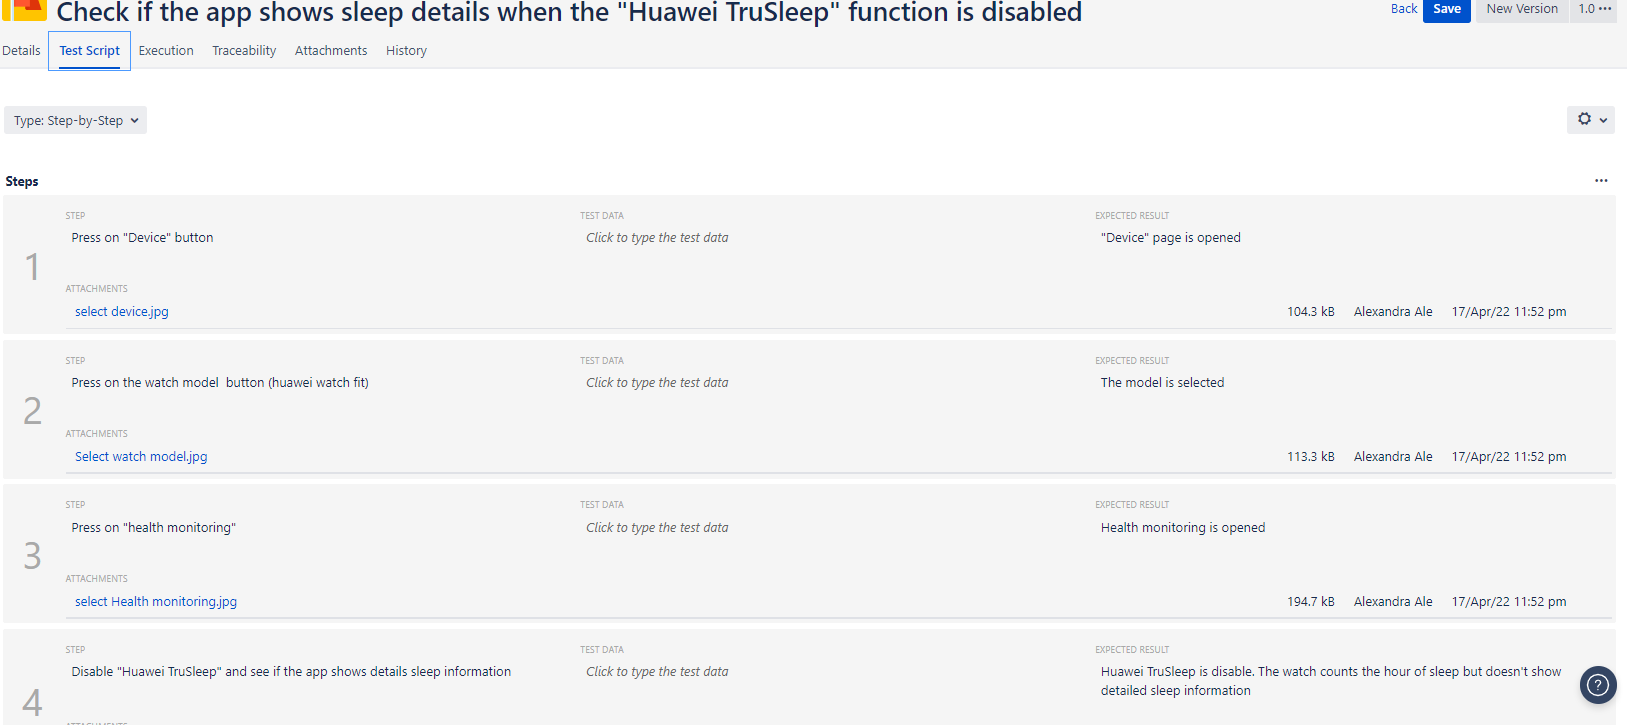 Check if the app shows sleep details when the "Huawei TruSleep" function is disabled
Back Save New Version 1.0
Details Test Script Execution Traceability Attachments History
Type: Step-by-Step
Steps
STEP TEST DATA EXPECTED RESULT
1
Press on "Device" button Click to type the test data "Device" page is opened
ATTACHMENTS
select device.jpg 104.3 kB Alexandra Ale 17/Apr/22 11:52 pm
STEP TEST DATA EXPECTED RESULT
2
Press on the watch model  button (huawei watch fit) Click to type the test data The model is selected
ATTACHMENTS
Select watch model.jpg 113.3 kB Alexandra Ale 17/Apr/22 11:52 pm
STEP TEST DATA EXPECTED RESULT
3
Press on "health monitoring" Click to type the test data Health monitoring is opened
ATTACHMENTS
select Health monitoring.jpg 194.7 kB Alexandra Ale 17/Apr/22 11:52 pm
STEP TEST DATA EXPECTED RESULT
4
Disable "Huawei TruSleep" and see if the app shows details sleep information Click to type the test data Huawei TruSleep is disable. The watch counts the hour of sleep but doesn't show
detailed sleep information
ATTACHMENTS